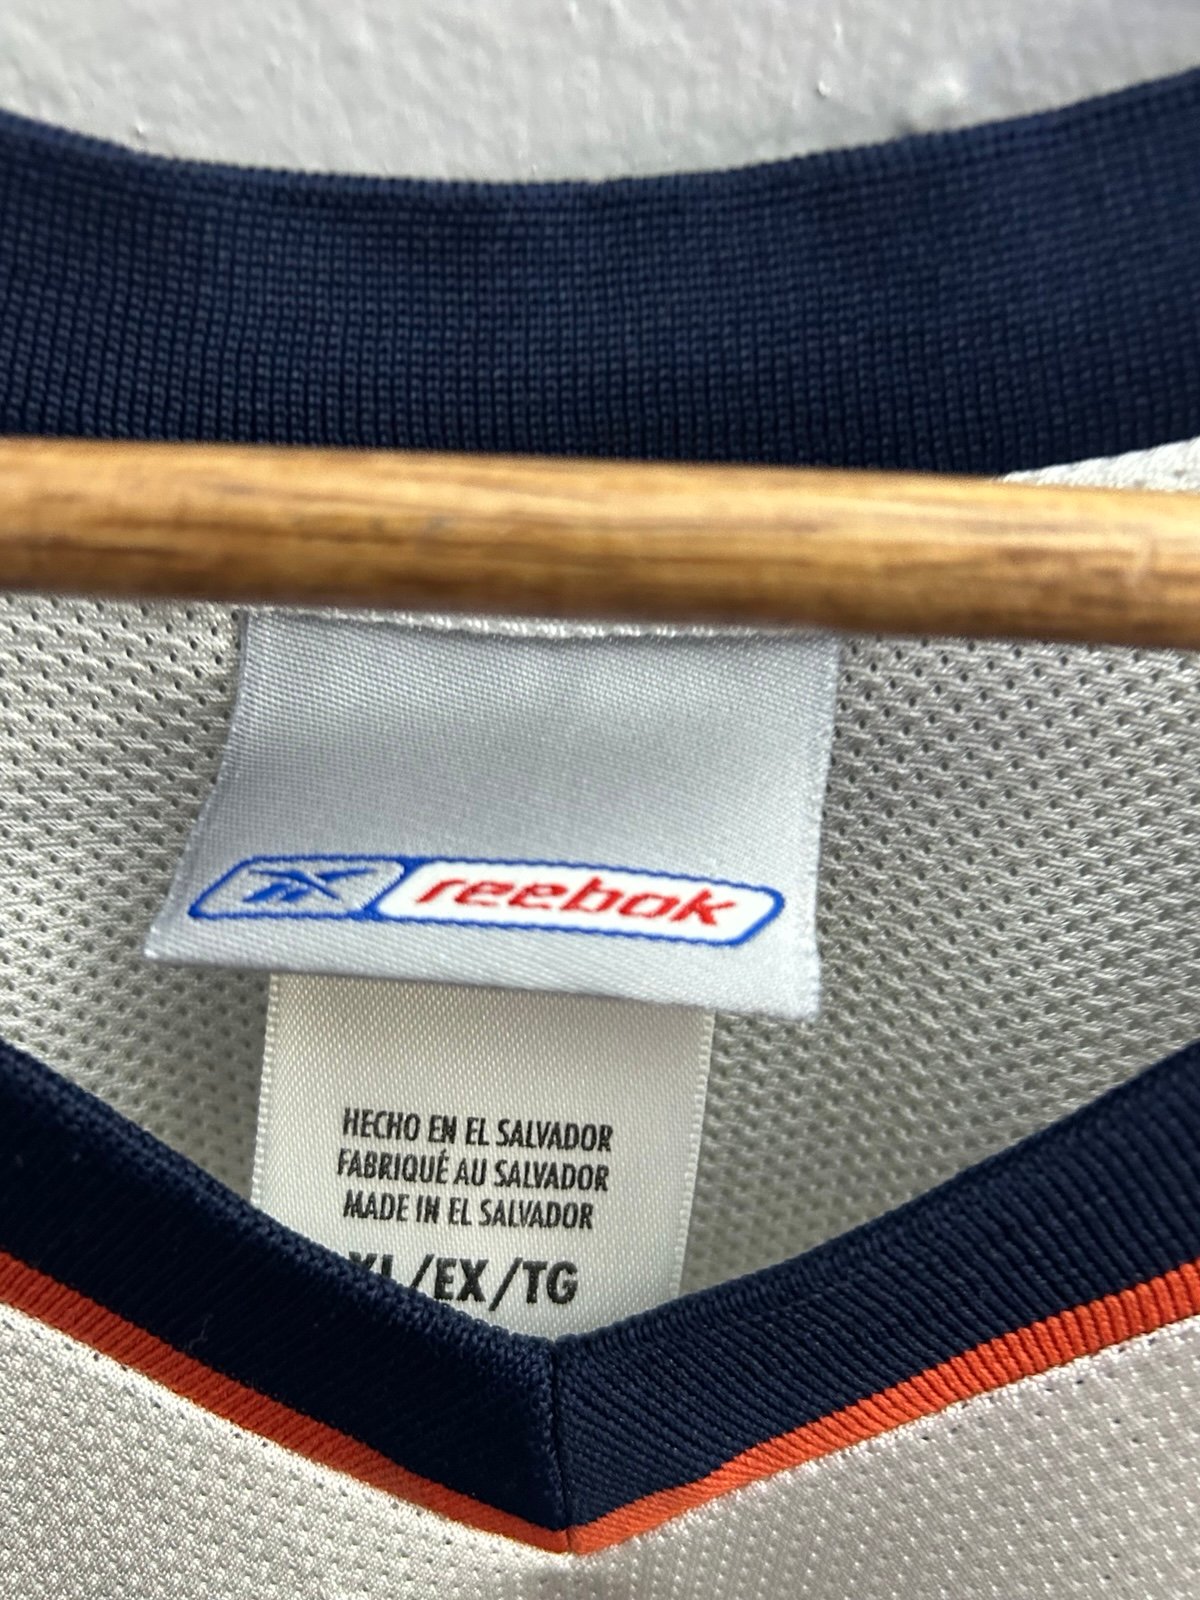 reebok
HECHO EN EL SALVADOR
FABRIQUÉ AU SALVADOR
MADE IN EL SALVADOR
XL/EX/TG